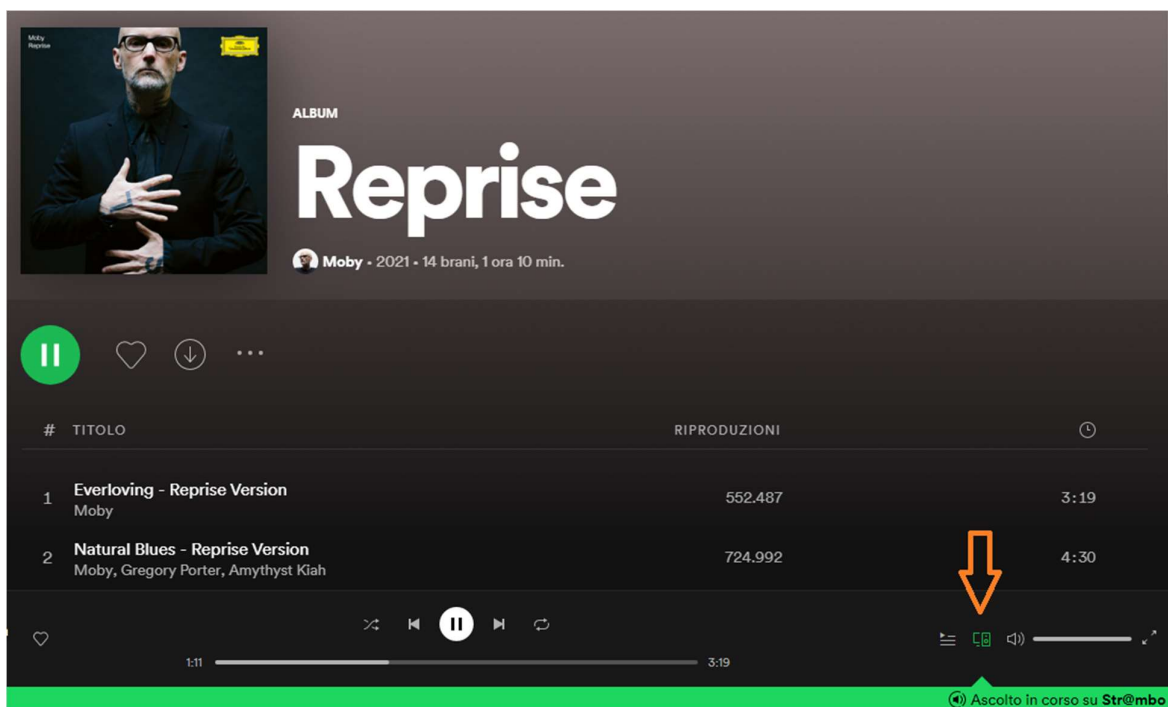 Moby
Reprise
ALBUM
Reprise
Moby • 2021 • 14 brani, 1 ora 10 min.
# TITOLO RIPRODUZIONI
1 Everloving - Reprise Version 552.487 3:19
Moby
2 Natural Blues - Reprise Version 724.992 4:30
Moby, Gregory Porter, Amythyst Kiah
1:11 3:19
Ascolto in corso su Str@mbo